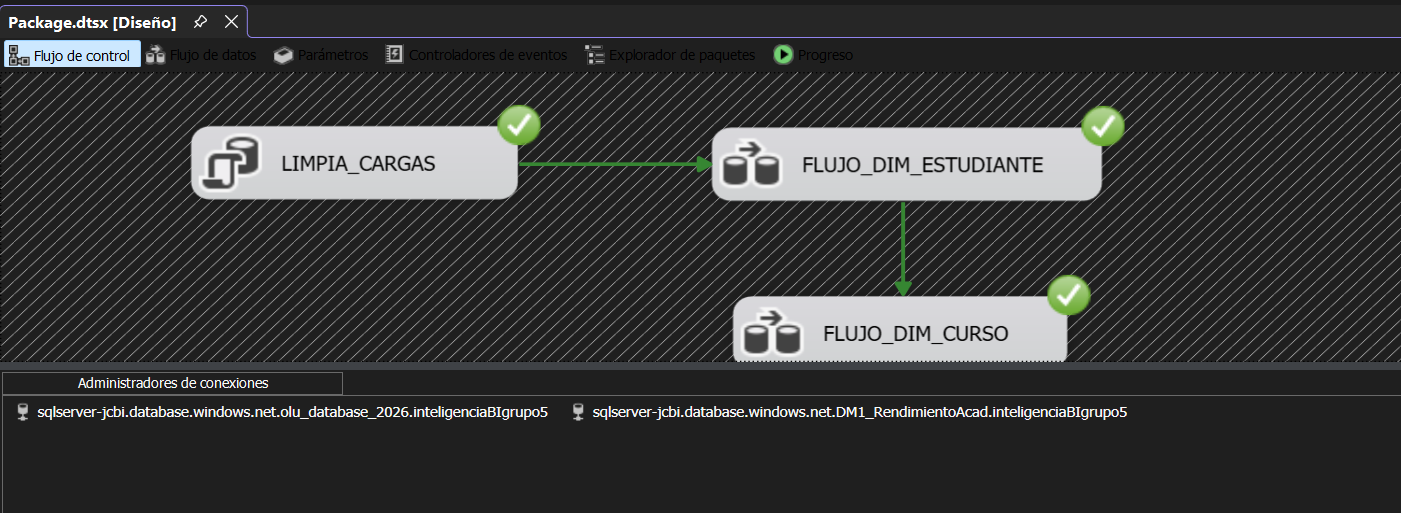 Package.dtsx [Diseño]
Flujo de control Flujo de datos Parámetros Controladores de eventos Explorador de paquetes Progreso
LIMPIA_CARGAS FLUJO_DIM_ESTUDIANTE
FLUJO_DIM_CURSO
Administradores de conexiones
sqlserver-jcbi.database.windows.net.olu_database_2026.inteligenciaBIgrupo5 sqlserver-jcbi.database.windows.net.DM1_RendimientoAcad.inteligenciaBIgrupo5